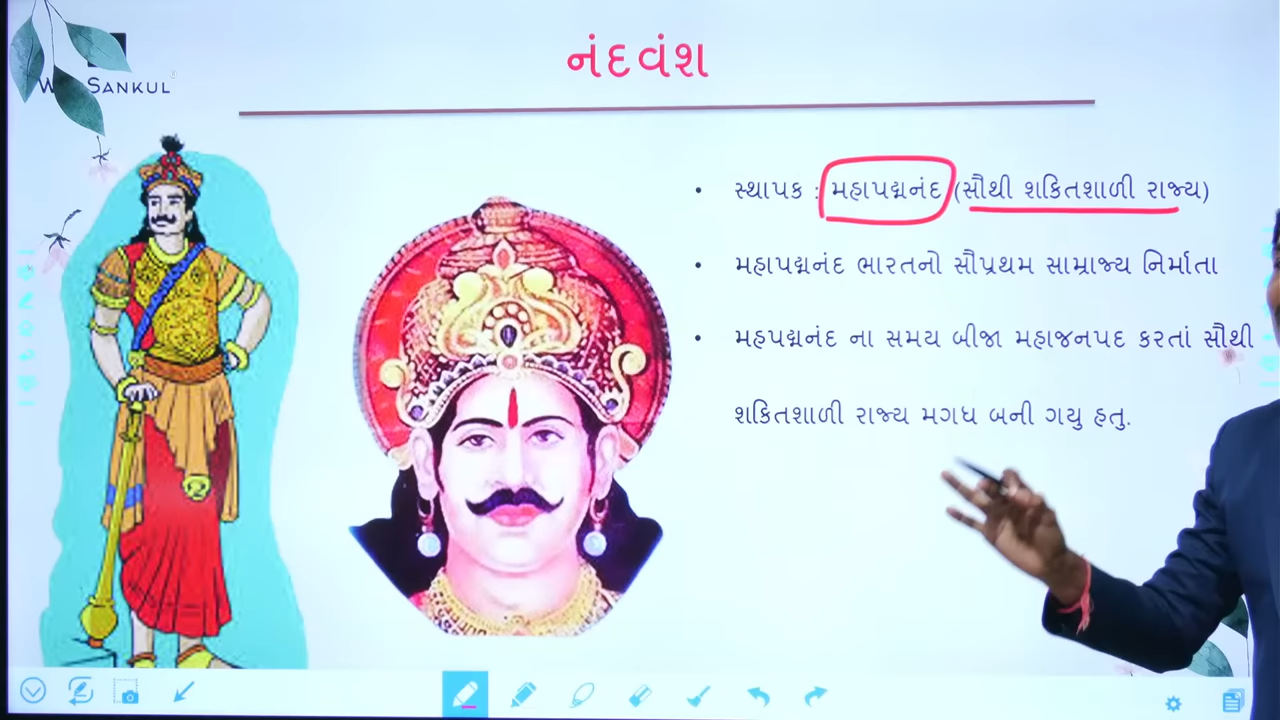 નંદવંશ
SANKUL
• સ્થાપક : મહાપદ્મનંદ (સૌથી શકિતશાળી રાજ્ય)
• મહાપદ્મનંદ ભારતનો સૌપ્રથમ સામ્રાજ્ય નિર્માતા
• મહપદ્મનંદ ના સમય બીજા મહાજનપદ કરતાં સૌથી
શકિતશાળી રાજ્ય મગધ બની ગયુ હતુ.